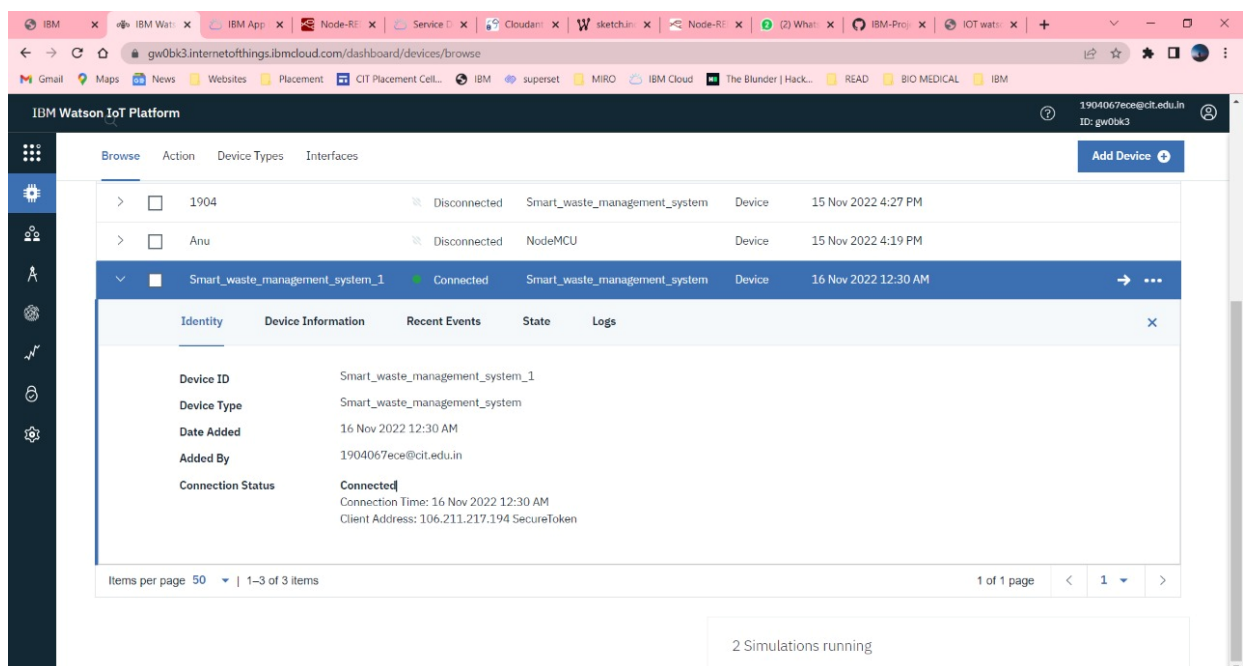 IBM
IBM Wats
IBM App
Node-RE
Service D
Cloudant
sketch.in
Node-RE
(2) What
IBM-Proj
IOT watso
gw0bk3.internetofthings.ibmcloud.com/dashboard/devices/browse
Gmail Maps News Websites Placement CIT Placement Cell... IBM superset MIRO IBM Cloud The Blunder | Hack... READ BIO MEDICAL IBM
IBM Watson IoT Platform
1904067ece@cit.edu.in
ID: gw0bk3
Browse Action Device Types Interfaces
Add Device
1904 Disconnected Smart_waste_management_system Device 15 Nov 2022 4:27 PM
Anu Disconnected NodeMCU Device 15 Nov 2022 4:19 PM
Smart_waste_management_system_1 Connected Smart_waste_management_system Device 16 Nov 2022 12:30 AM
Identity Device Information Recent Events State Logs
Device ID Smart_waste_management_system_1
Device Type Smart_waste_management_system
Date Added 16 Nov 2022 12:30 AM
Added By 1904067ece@cit.edu.in
Connection Status Connected
Connection Time: 16 Nov 2022 12:30 AM
Client Address: 106.211.217.194 SecureToken
Items per page 50 | 1–3 of 3 items 1 of 1 page 1
2 Simulations running